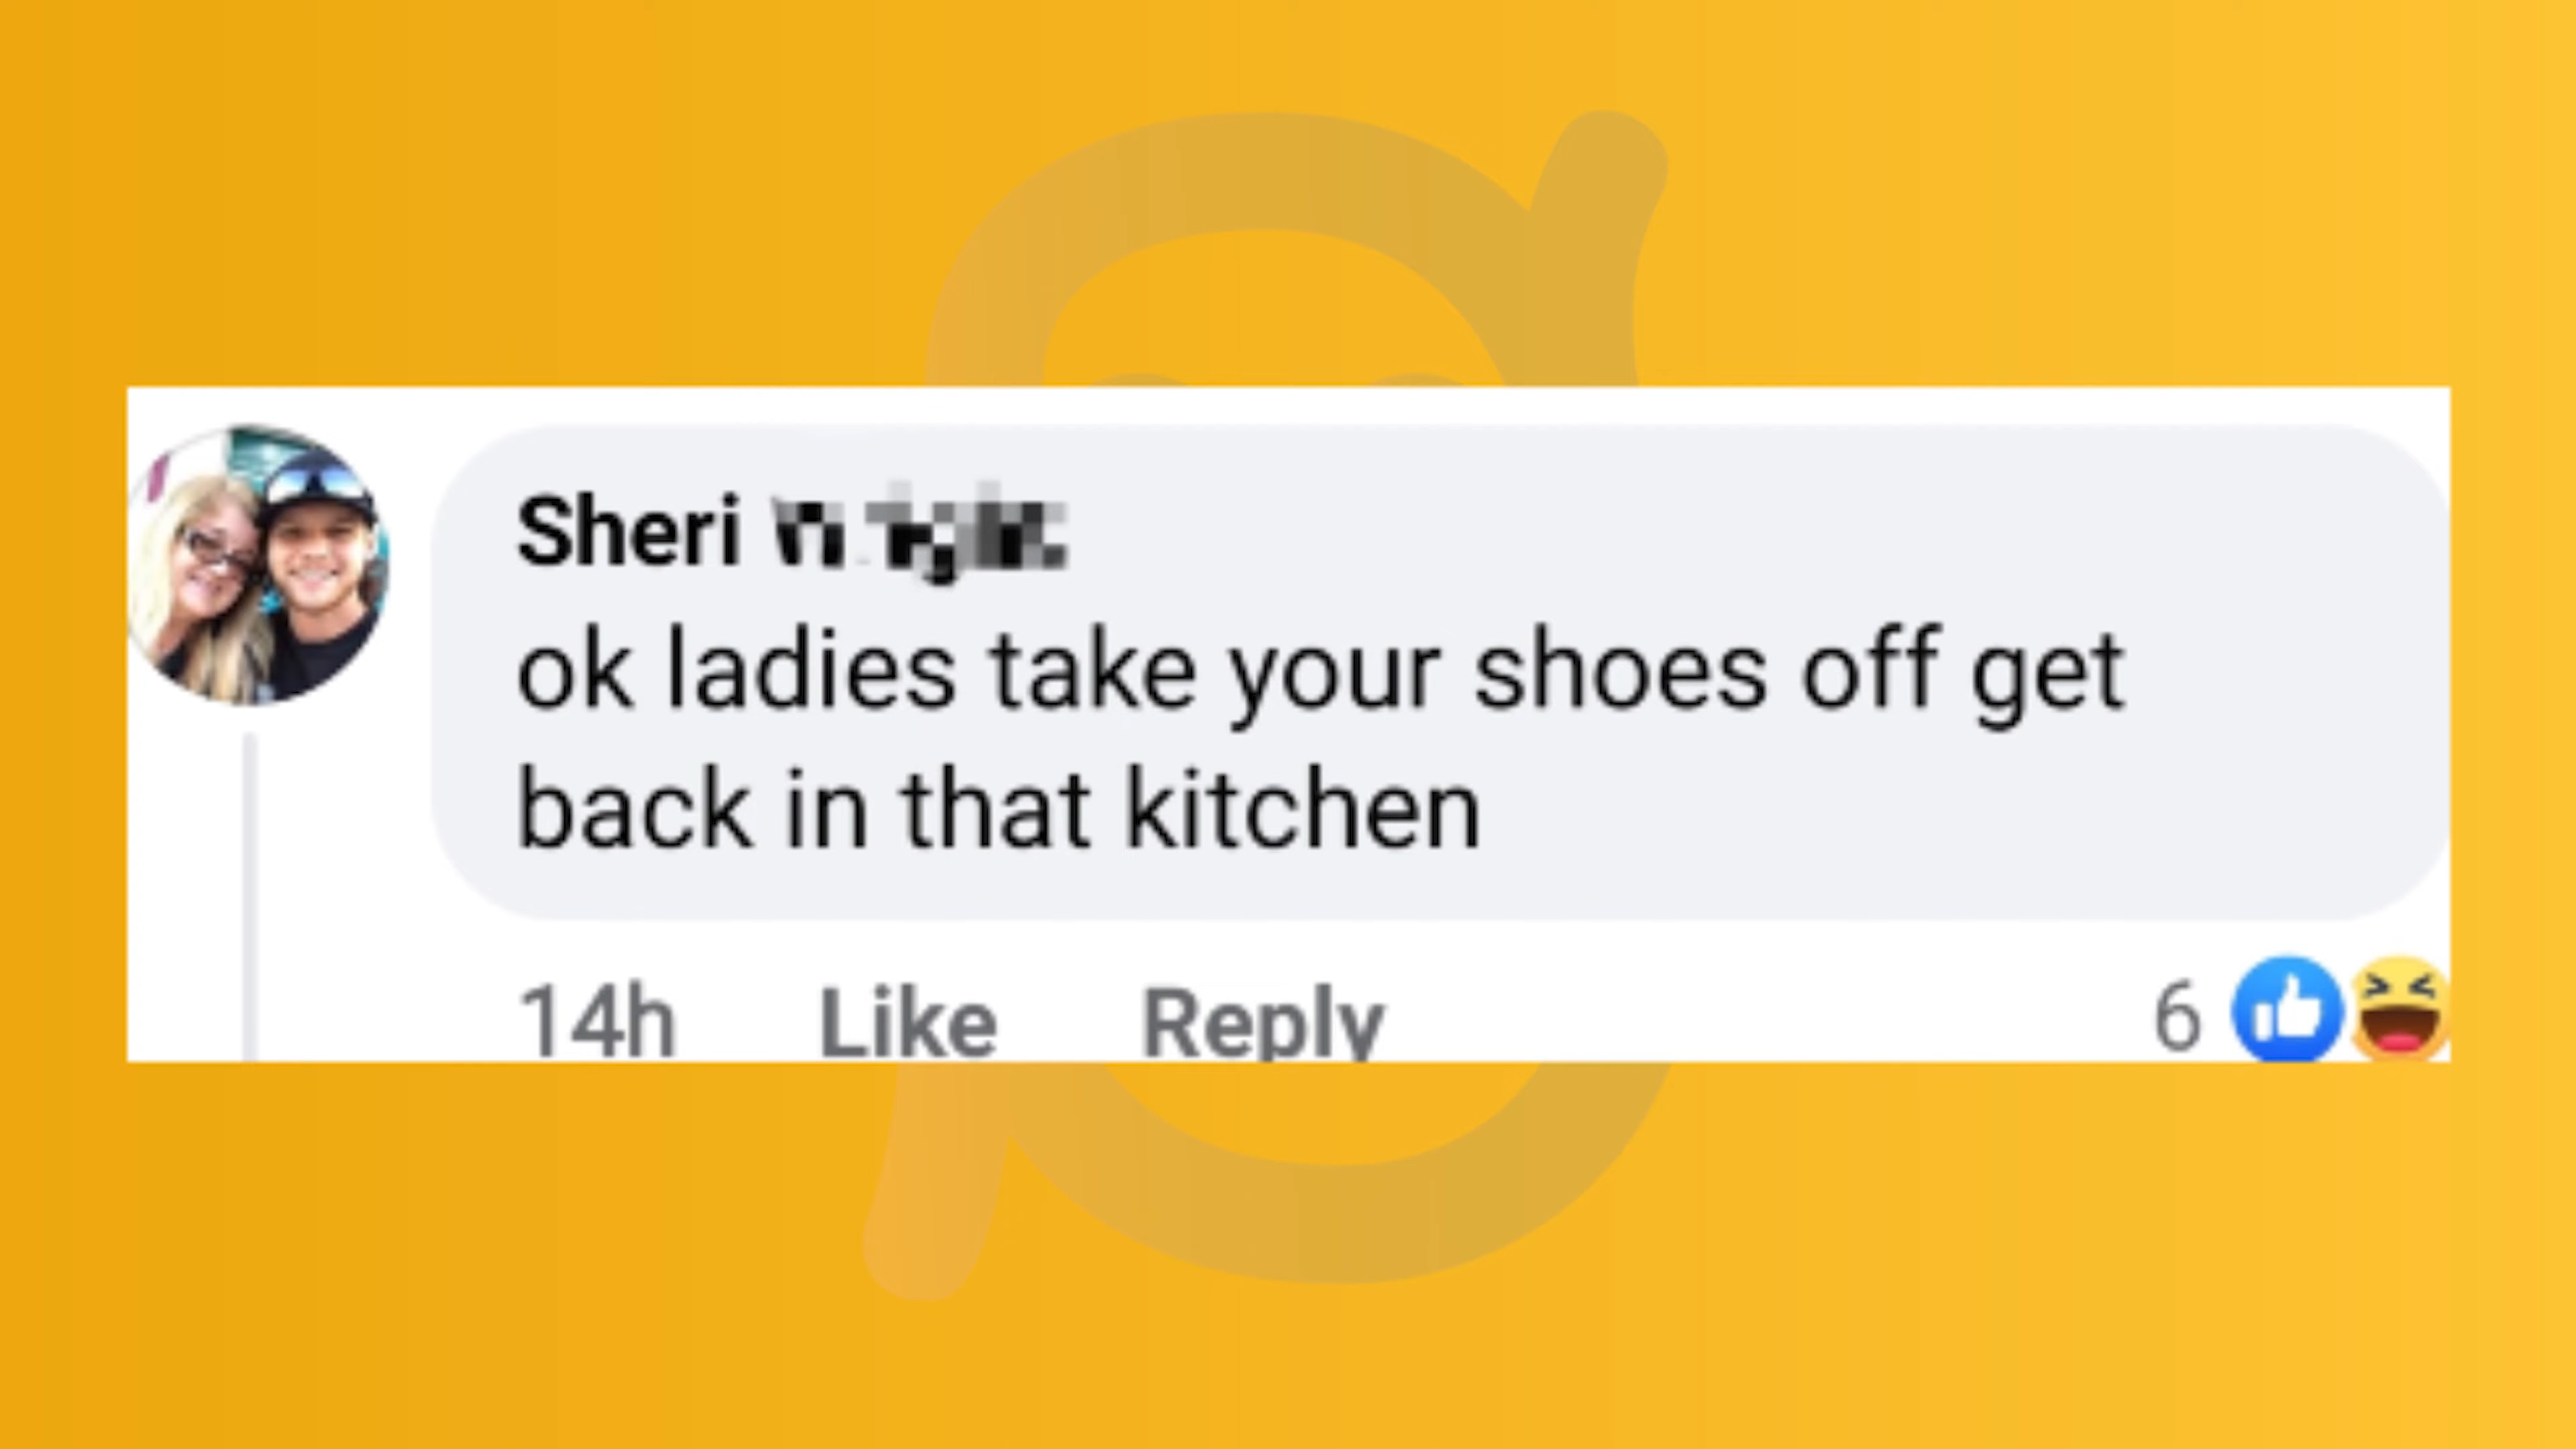 Sheri
ok ladies take your shoes off get
back in that kitchen
14h Like Reply 6